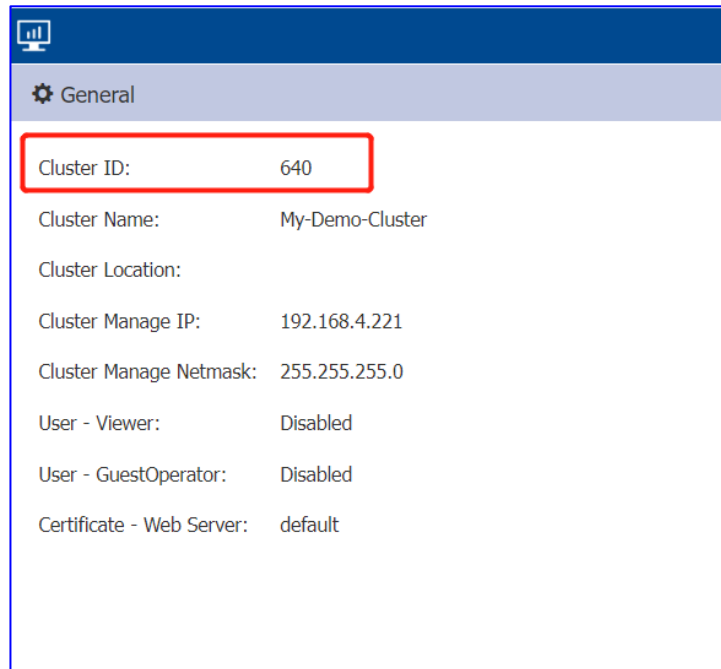 General
Cluster ID: 640
Cluster Name: My-Demo-Cluster
Cluster Location:
Cluster Manage IP: 192.168.4.221
Cluster Manage Netmask: 255.255.255.0
User - Viewer: Disabled
User - GuestOperator: Disabled
Certificate - Web Server: default